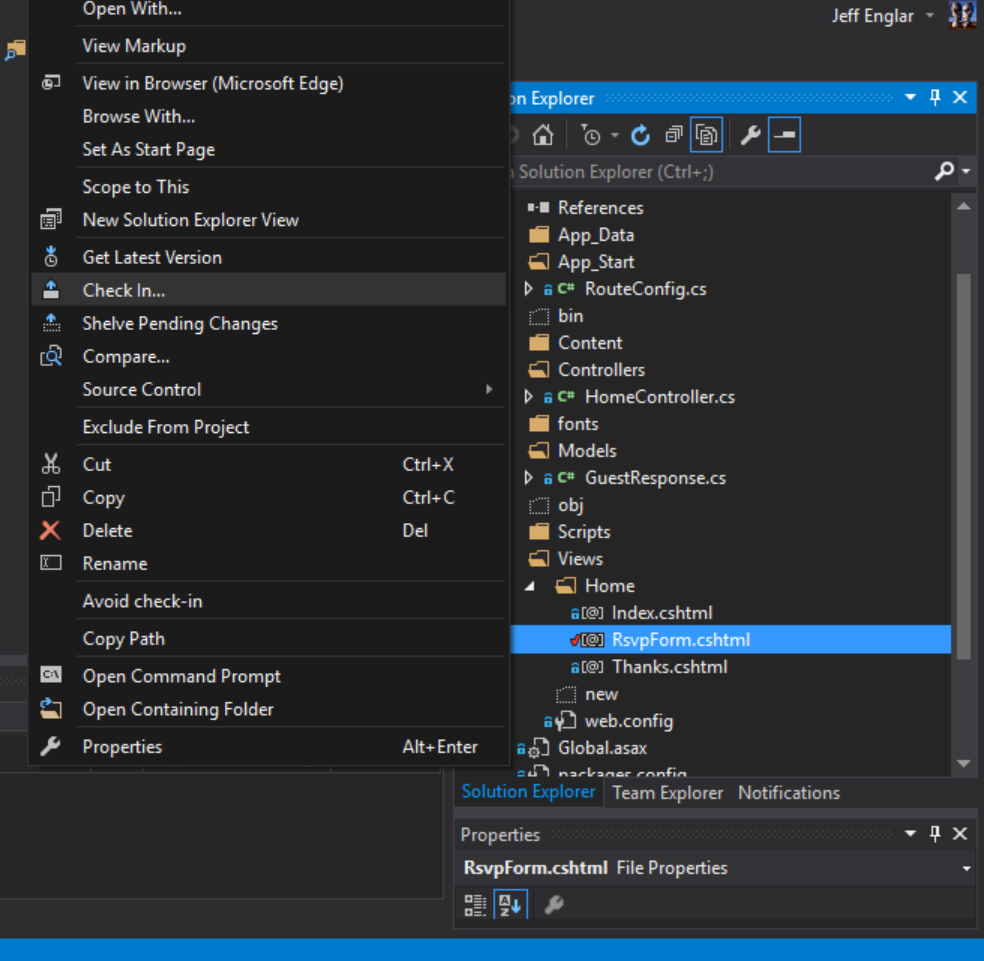 Open With...
View Markup
View in Browser (Microsoft Edge)
Browse With...
Set As Start Page
Scope to This
New Solution Explorer View
Get Latest Version
Check In...
Shelve Pending Changes
Compare...
Source Control
Exclude From Project
Cut Ctrl+X
Copy Ctrl+C
Delete Del
Rename
Avoid check-in
Copy Path
C:\ Open Command Prompt
Open Containing Folder
Properties Alt+Enter
Jeff Englar
on Explorer
Solution Explorer (Ctrl+;)
References
App_Data
App_Start
C# RouteConfig.cs
bin
Content
Controllers
C# HomeController.cs
fonts
Models
C# GuestResponse.cs
obj
Scripts
Views
Home
[@] Index.cshtml
[@] RsvpForm.cshtml
[@] Thanks.cshtml
new
web.config
Global.asax
packages.config
Solution Explorer Team Explorer Notifications
Properties
RsvpForm.cshtml File Properties